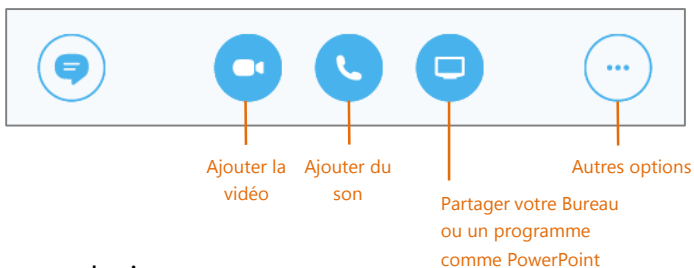 Ajouter la
vidéo
Ajouter du
son
Partager votre Bureau
ou un programme
comme PowerPoint
Autres options